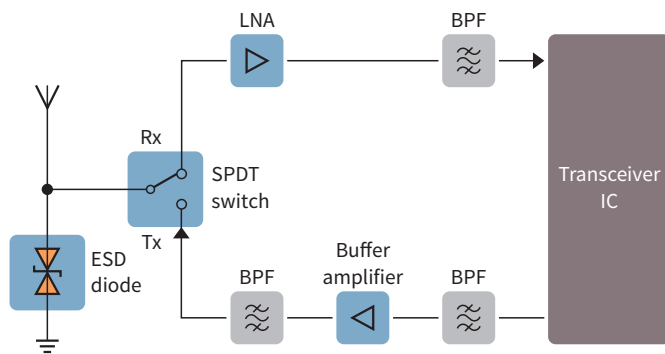 LNA
BPF
Rx
SPDT
switch
Transceiver
IC
Tx
ESD
diode
BPF
Buffer
amplifier
BPF